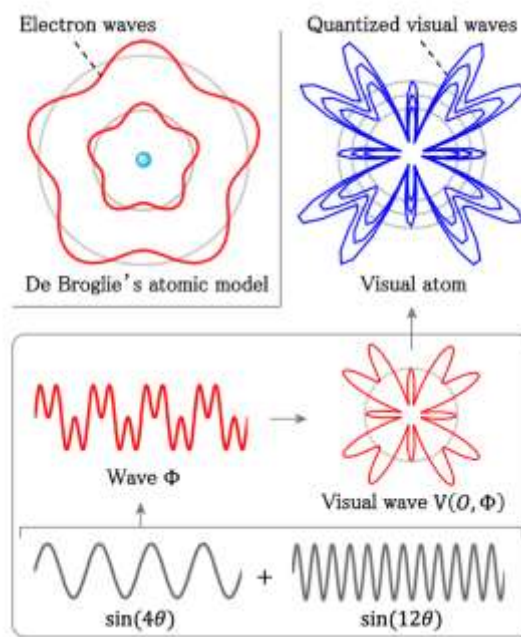 Electron waves
Quantized visual waves
De Broglie's atomic model
Visual atom
Wave Φ
Visual wave V(O, Φ)
+
sin(4θ)
sin(12θ)